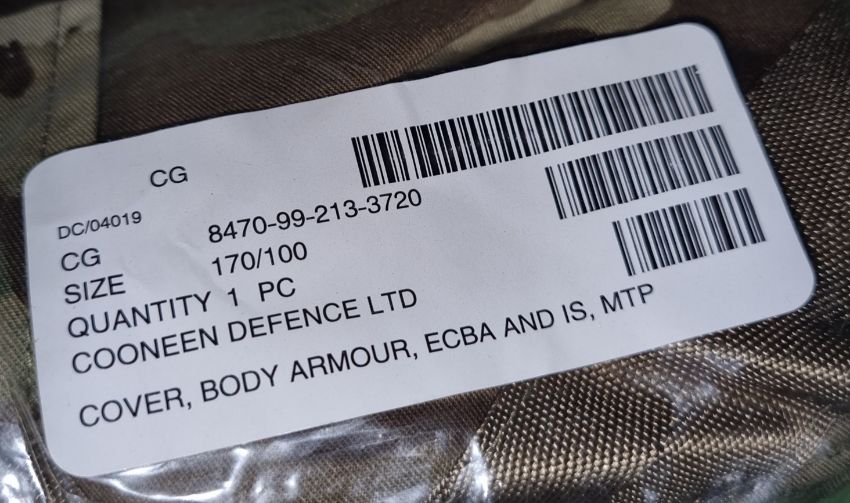 CG
DC/04019
CG 8470-99-213-3720
SIZE 170/100
QUANTITY 1 PC
COONEEN DEFENCE LTD
COVER, BODY ARMOUR, ECBA AND IS, MTP